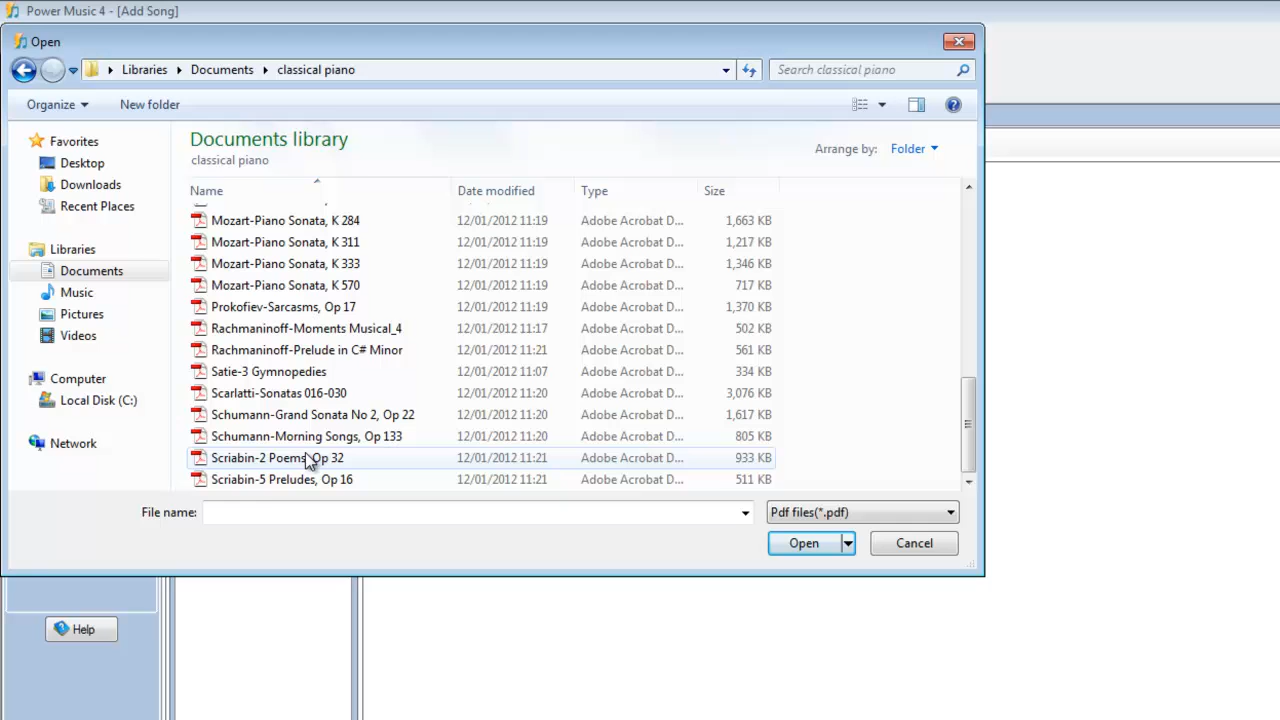 Power Music 4 - [Add Song]
Open
Libraries Documents classical piano Search classical piano
Organize New folder
Favorites
Desktop
Downloads
Recent Places
Libraries
Documents
Music
Pictures
Videos
Computer
Local Disk (C:)
Network
Documents library
classical piano
Arrange by: Folder
Name Date modified Type Size
Mozart-Piano Sonata, K 284 12/01/2012 11:19 Adobe Acrobat D... 1,663 KB
Mozart-Piano Sonata, K 311 12/01/2012 11:19 Adobe Acrobat D... 1,217 KB
Mozart-Piano Sonata, K 333 12/01/2012 11:19 Adobe Acrobat D... 1,346 KB
Mozart-Piano Sonata, K 570 12/01/2012 11:19 Adobe Acrobat D... 717 KB
Prokofiev-Sarcasms, Op 17 12/01/2012 11:19 Adobe Acrobat D... 1,370 KB
Rachmaninoff-Moments Musical_4 12/01/2012 11:17 Adobe Acrobat D... 502 KB
Rachmaninoff-Prelude in C# Minor 12/01/2012 11:21 Adobe Acrobat D... 561 KB
Satie-3 Gymnopedies 12/01/2012 11:07 Adobe Acrobat D... 334 KB
Scarlatti-Sonatas 016-030 12/01/2012 11:20 Adobe Acrobat D... 3,076 KB
Schumann-Grand Sonata No 2, Op 22 12/01/2012 11:20 Adobe Acrobat D... 1,617 KB
Schumann-Morning Songs, Op 133 12/01/2012 11:20 Adobe Acrobat D... 805 KB
Scriabin-2 Poems, Op 32 12/01/2012 11:21 Adobe Acrobat D... 933 KB
Scriabin-5 Preludes, Op 16 12/01/2012 11:21 Adobe Acrobat D... 511 KB
File name: Pdf files(*.pdf)
Open Cancel
Help